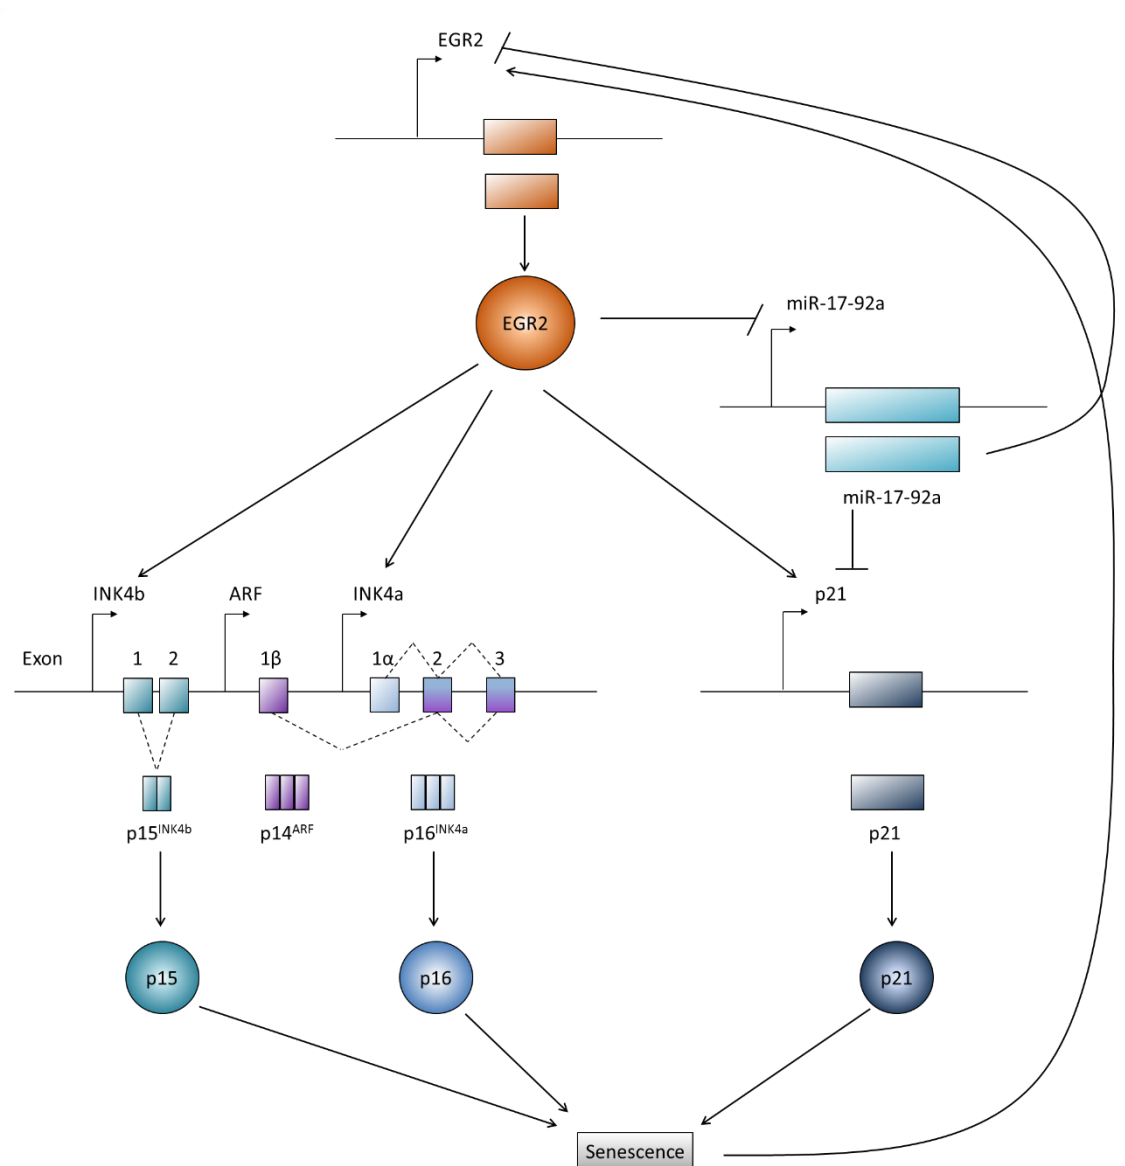 EGR2
EGR2
miR-17-92a
miR-17-92a
INK4b ARF INK4a p21
Exon 1 2 1β 1α 2 3
p15INK4b p14ARF p16INK4a p21
p15 p16 p21
Senescence